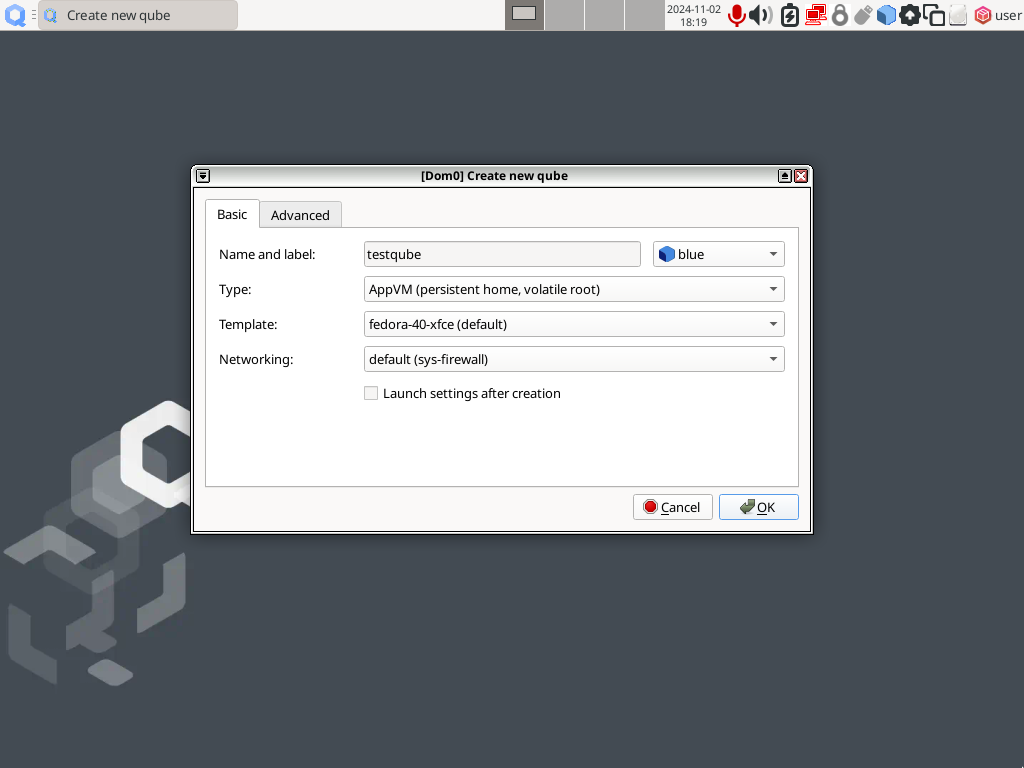 Create new qube
2024-11-02
18:19
user
[Dom0] Create new qube
Basic
Advanced
Name and label:
testqube
blue
Type:
AppVM (persistent home, volatile root)
Template:
fedora-40-xfce (default)
Networking:
default (sys-firewall)
Launch settings after creation
Cancel
OK